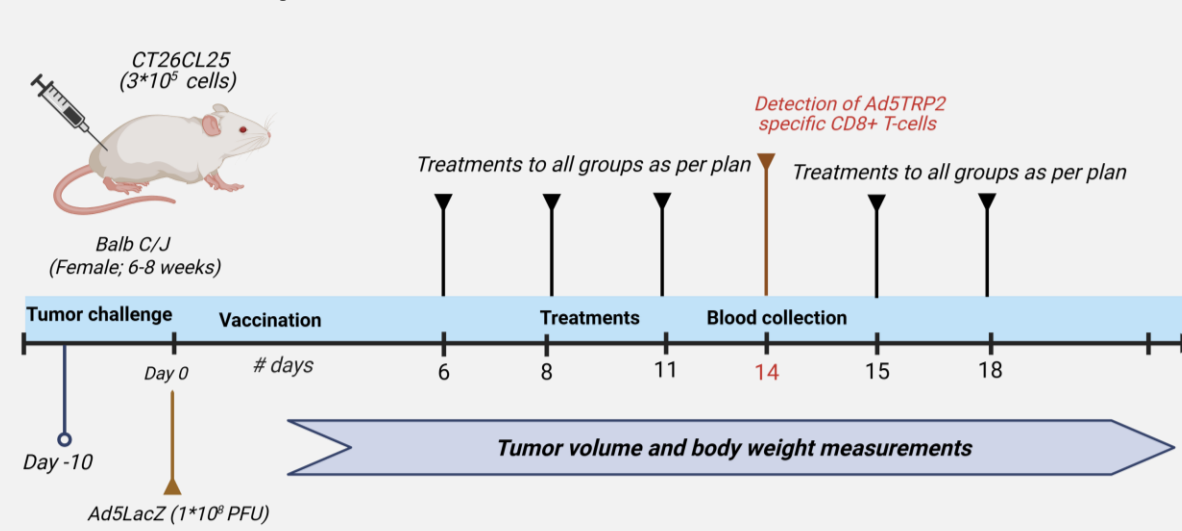 CT26CL25
(3*10⁵ cells)
Balb C/J
(Female; 6-8 weeks)
Detection of Ad5TRP2
specific CD8+ T-cells
Treatments to all groups as per plan
Treatments to all groups as per plan
Tumor challenge
Vaccination
Treatments
Blood collection
Day 0
# days
6
8
11
14
15
18
Day -10
Tumor volume and body weight measurements
Ad5LacZ (1*10⁸ PFU)